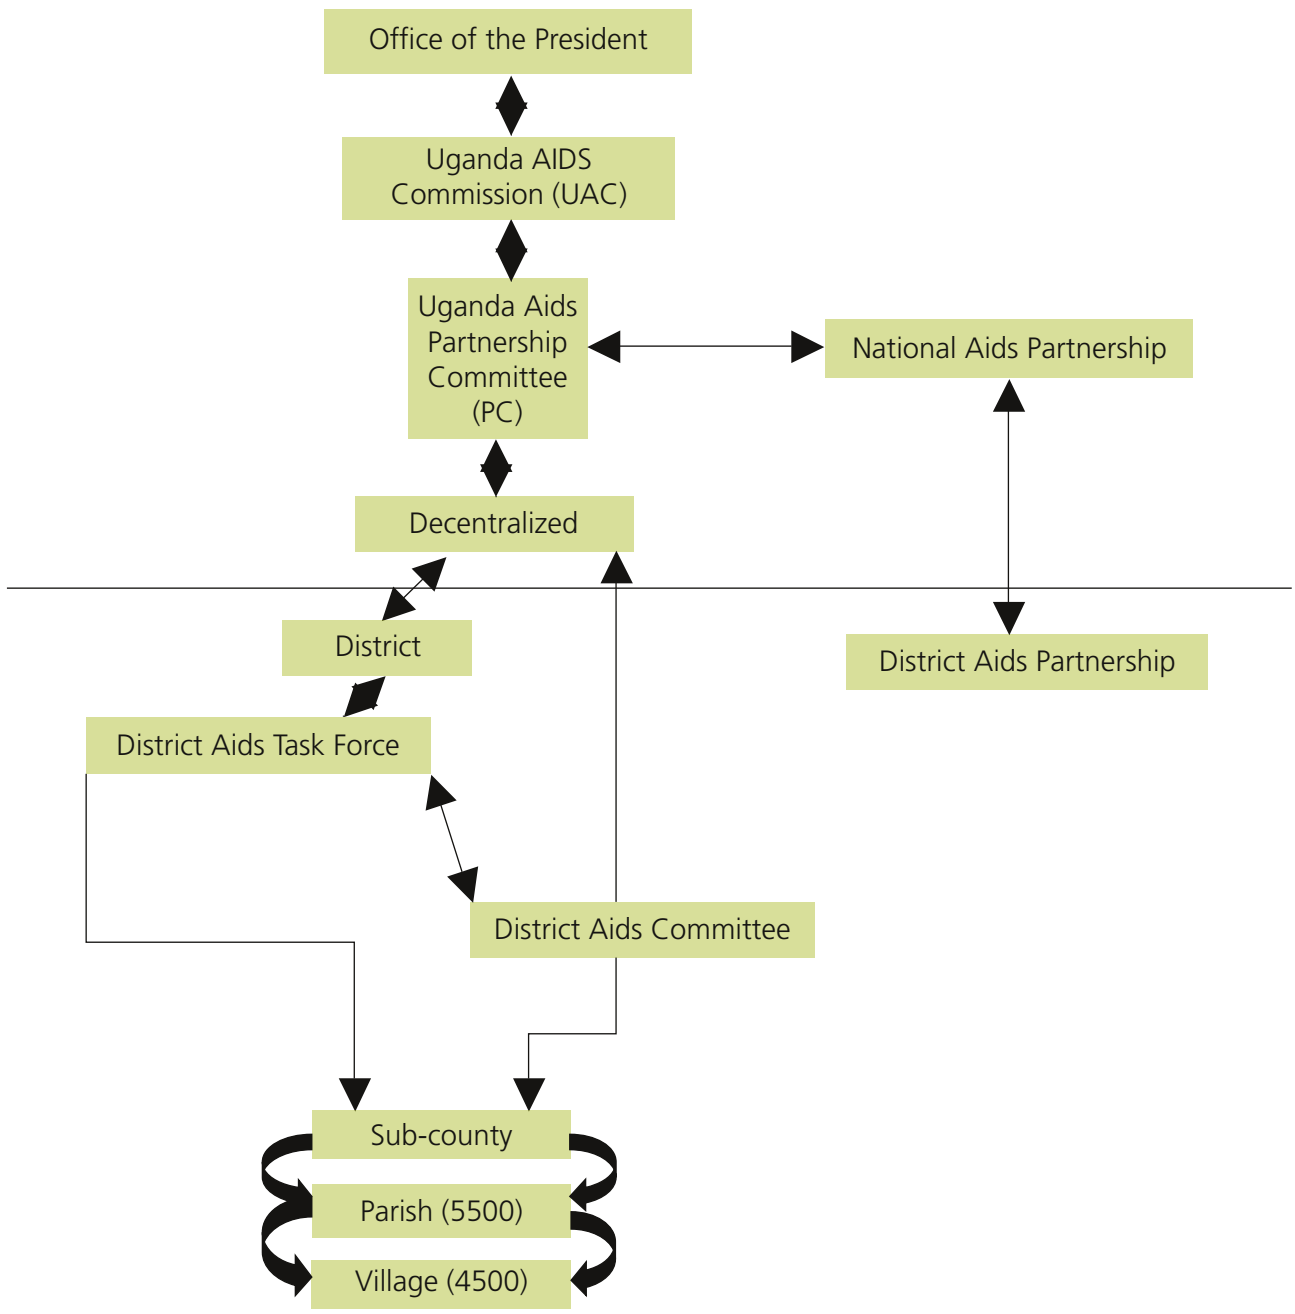 Office of the President
Uganda AIDS
Commission (UAC)
Uganda Aids
Partnership
Committee
(PC)
National Aids Partnership
Decentralized
District
District Aids Partnership
District Aids Task Force
District Aids Committee
Sub-county
Parish (5500)
Village (4500)